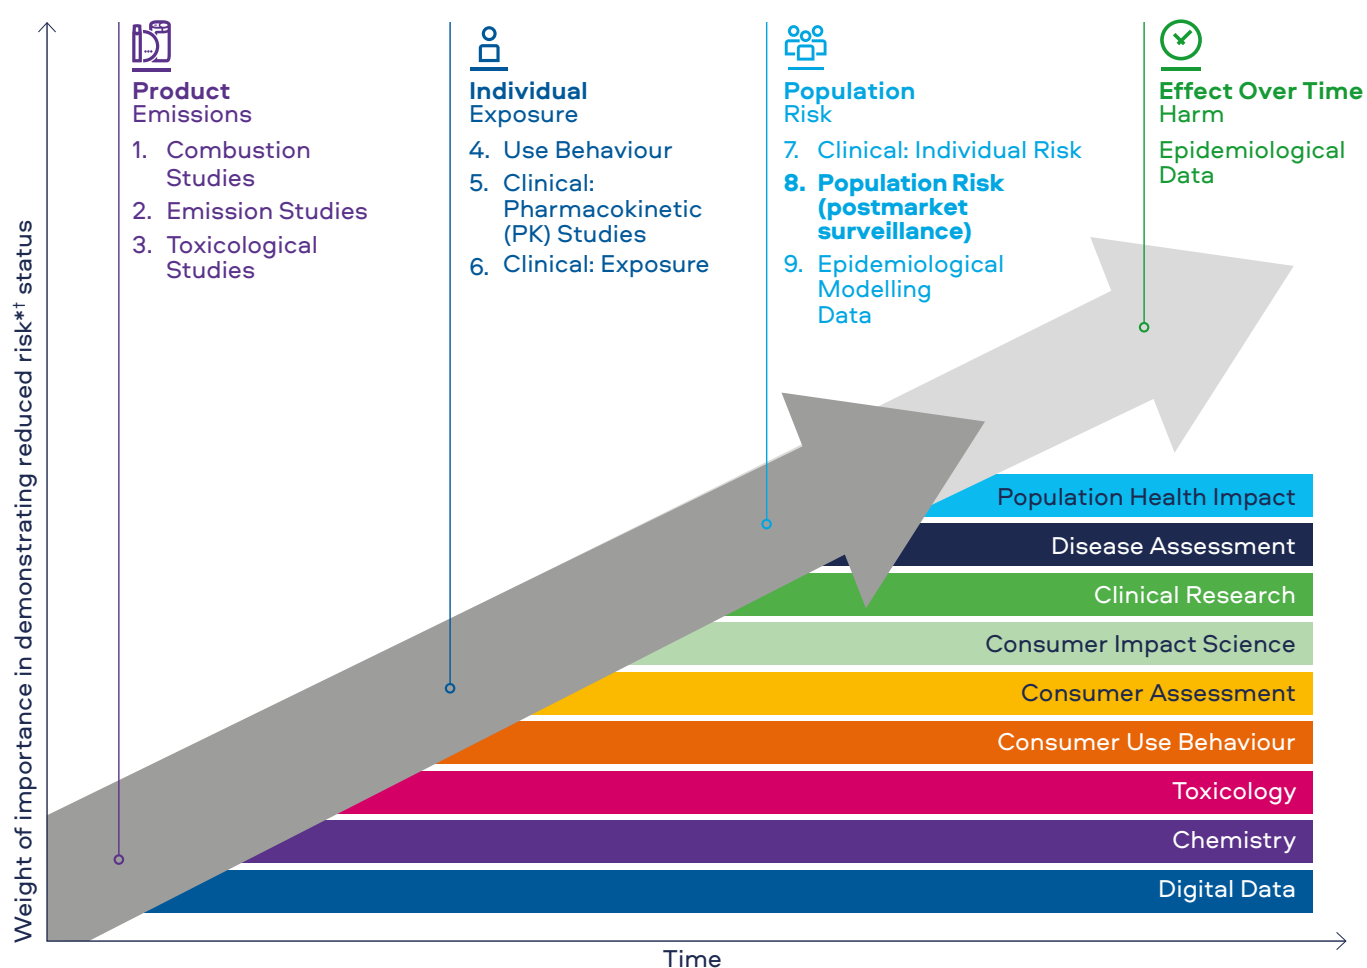 Product
Emissions
1. Combustion
Studies
2. Emission Studies
3. Toxicological
Studies
Individual
Exposure
4. Use Behaviour
5. Clinical:
Pharmacokinetic
(PK) Studies
6. Clinical: Exposure
Population
Risk
7. Clinical: Individual Risk
8. Population Risk
(postmarket
surveillance)
9. Epidemiological
Modelling
Data
Effect Over Time
Harm
Epidemiological
Data
Weight of importance in demonstrating reduced risk*† status
Population Health Impact
Disease Assessment
Clinical Research
Consumer Impact Science
Consumer Assessment
Consumer Use Behaviour
Toxicology
Chemistry
Digital Data
Time